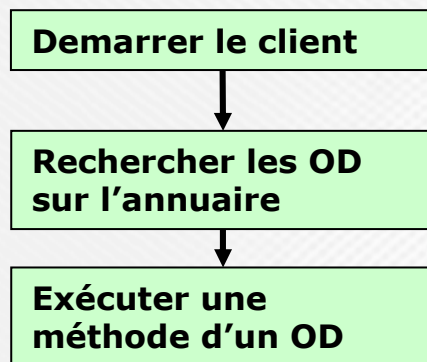 Demarrer le client
Rechercher les OD
sur l’annuaire
Exécuter une
méthode d’un OD